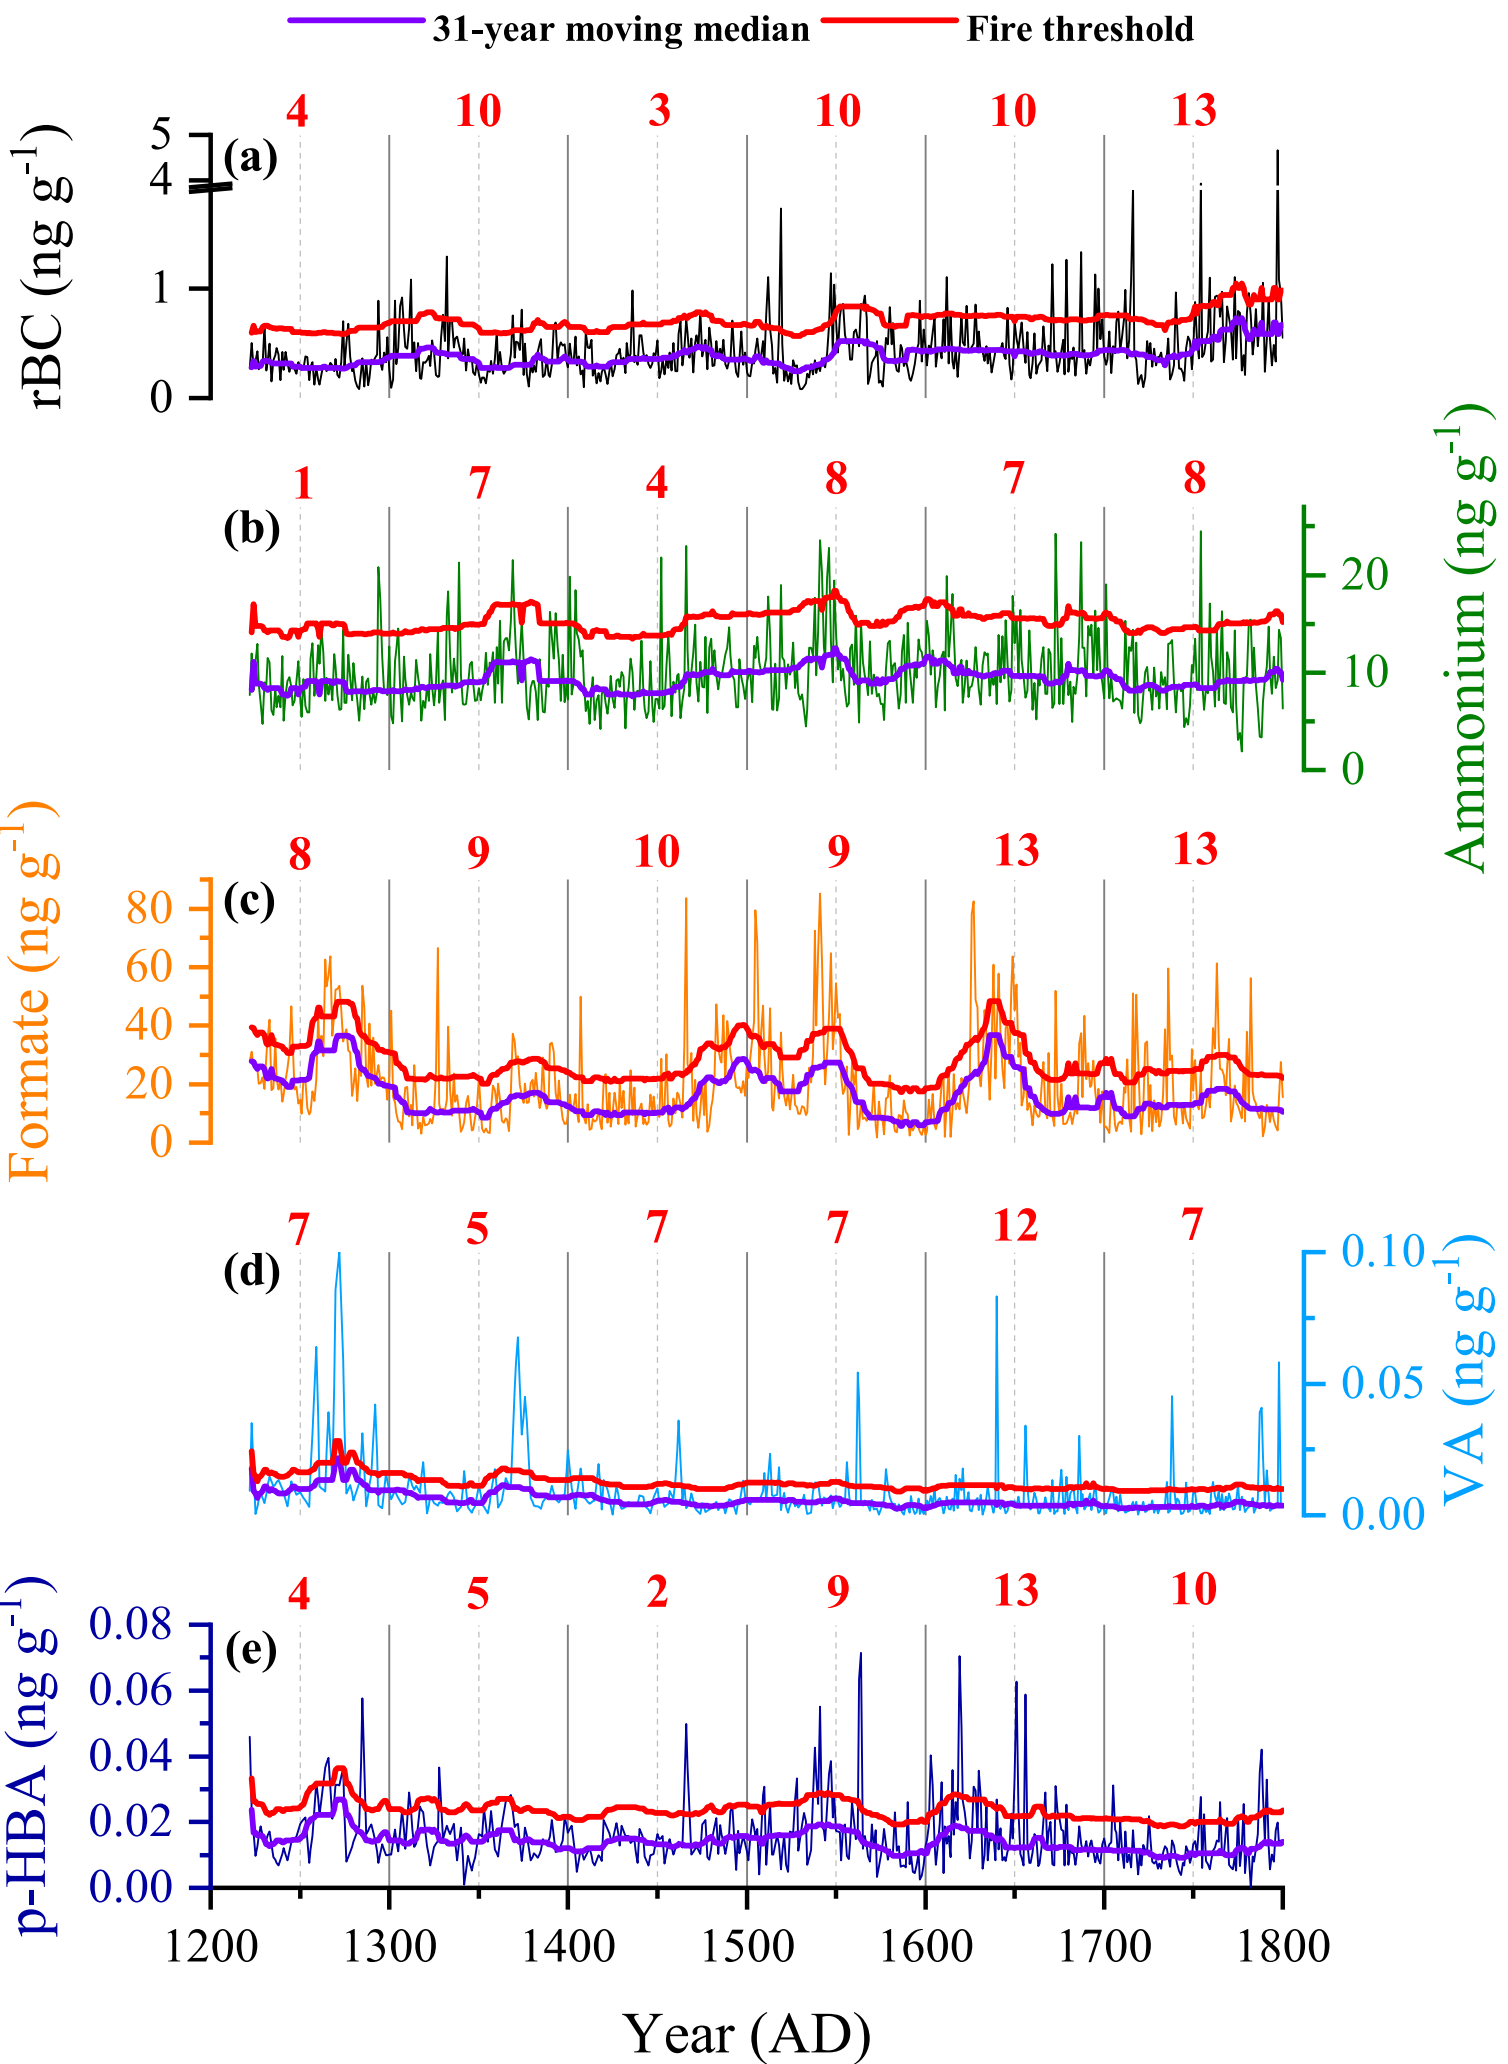 31-year moving median Fire threshold
4 10 3 10 10 13
(a)
rBC (ng g-1)
5
4
1
0
1 7 4 8 7 8
(b)
Ammonium (ng g-1)
20
10
0
8 9 10 9 13 13
(c)
Formate (ng g-1)
80
60
40
20
0
7 5 7 7 12 7
(d)
VA (ng g-1)
0.10
0.05
0.00
4 5 2 9 13 10
(e)
p-HBA (ng g-1)
0.08
0.06
0.04
0.02
0.00
1200 1300 1400 1500 1600 1700 1800
Year (AD)